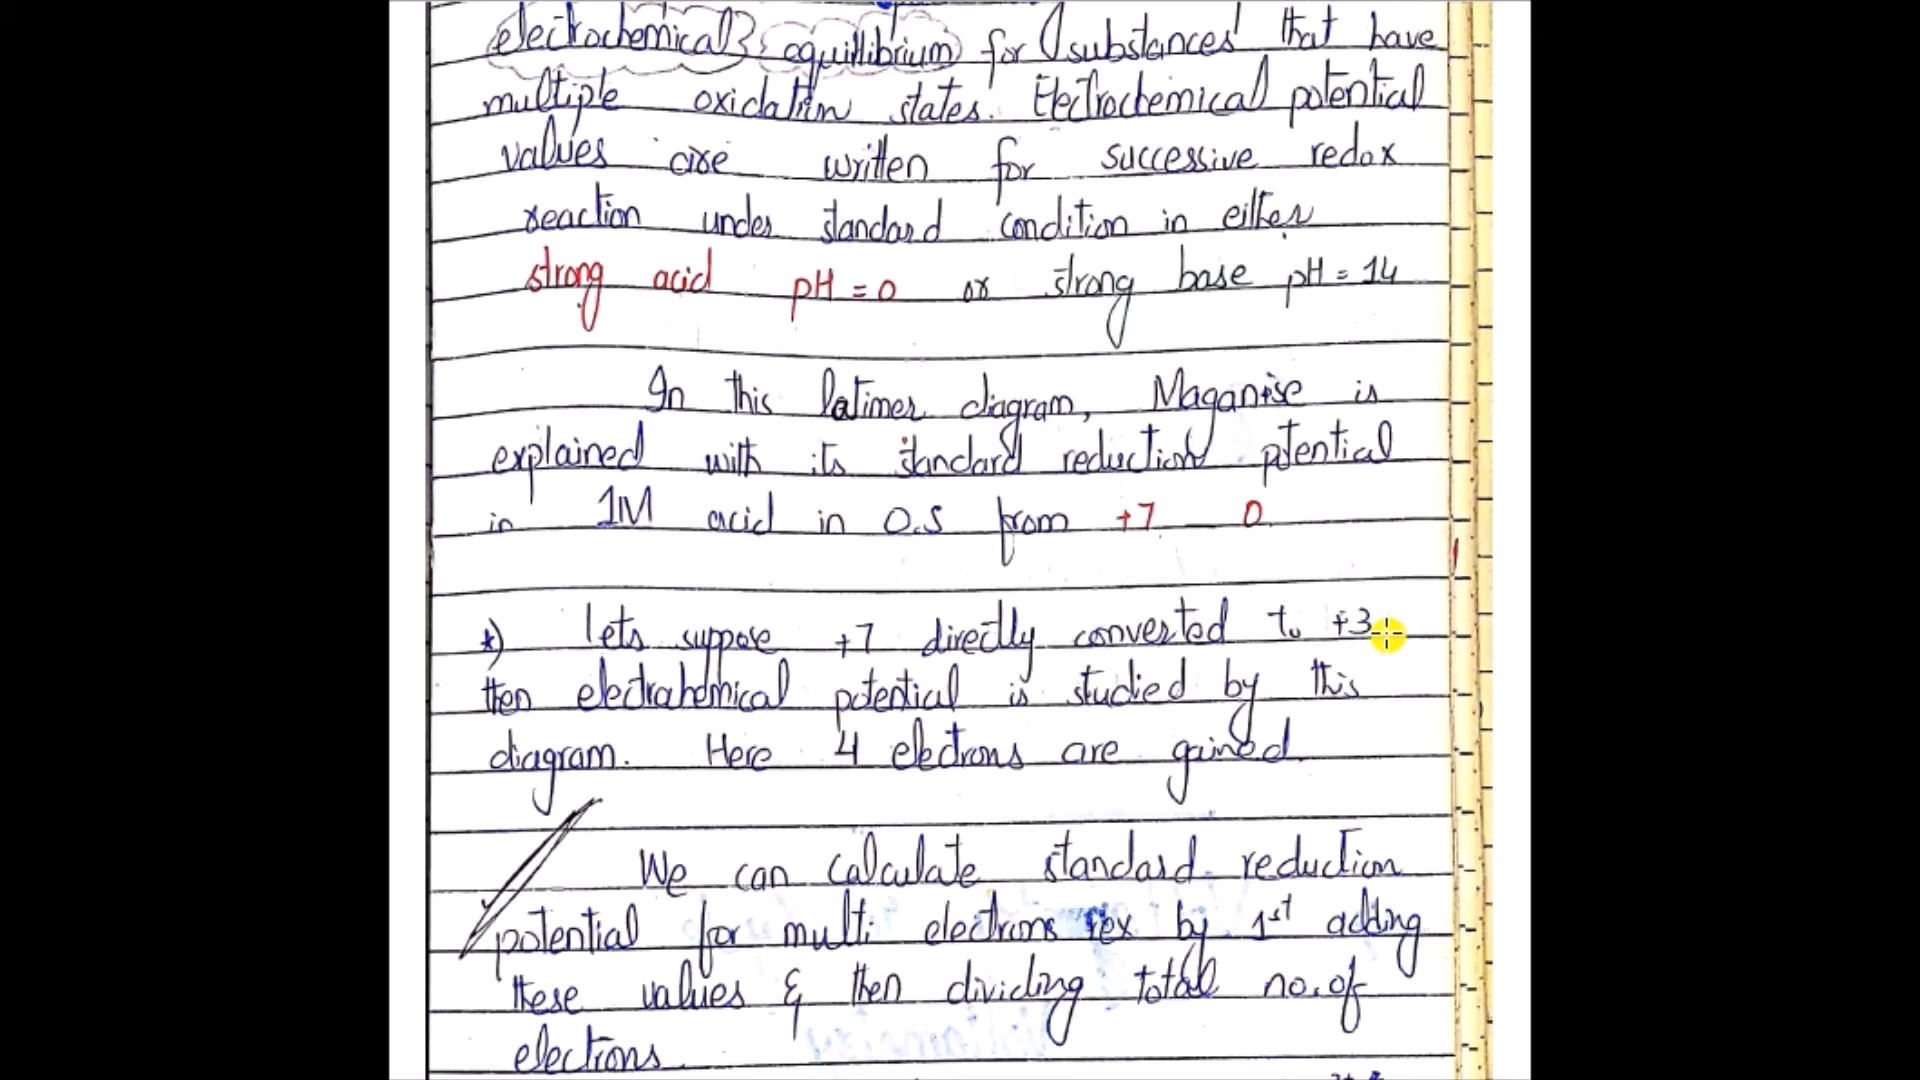 electrochemical equillibrium for substances that have
multiple oxidation states. Electrochemical potential
values are written for successive redox
reaction under standard condition in either
strong acid pH = 0 or strong base pH = 14
In this latimer diagram, Maganise is
explained with its standard reduction potential
in 1M acid in O.S from +7 0
*) lets suppose +7 directly converted to +3
then electrahemical potential is studied by this
diagram. Here 4 electrons are gained
We can calculate standard reduction
potential for multi electrons rex by 1st adding
these values & then dividing total no. of
elections.